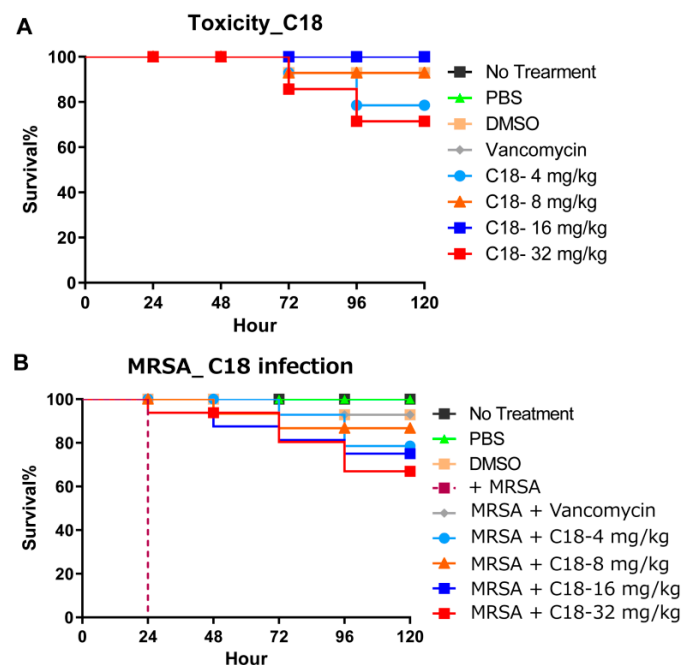 A
Toxicity_C18
Survival%
100
80
60
40
20
0
0 24 48 72 96 120
Hour
No Trearment
PBS
DMSO
Vancomycin
C18- 4 mg/kg
C18- 8 mg/kg
C18- 16 mg/kg
C18- 32 mg/kg
B
MRSA_ C18 infection
Survival%
100
80
60
40
20
0
0 24 48 72 96 120
Hour
No Treatment
PBS
DMSO
+ MRSA
MRSA + Vancomycin
MRSA + C18-4 mg/kg
MRSA + C18-8 mg/kg
MRSA + C18-16 mg/kg
MRSA + C18-32 mg/kg